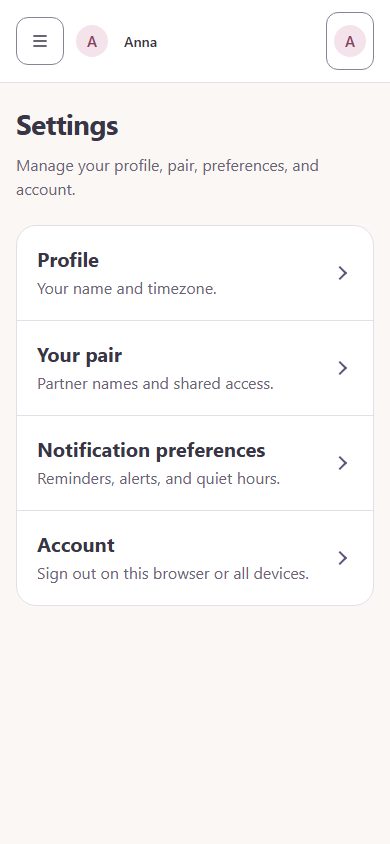 A
Anna
A
Settings
Manage your profile, pair, preferences, and
account.
Profile
Your name and timezone.
Your pair
Partner names and shared access.
Notification preferences
Reminders, alerts, and quiet hours.
Account
Sign out on this browser or all devices.